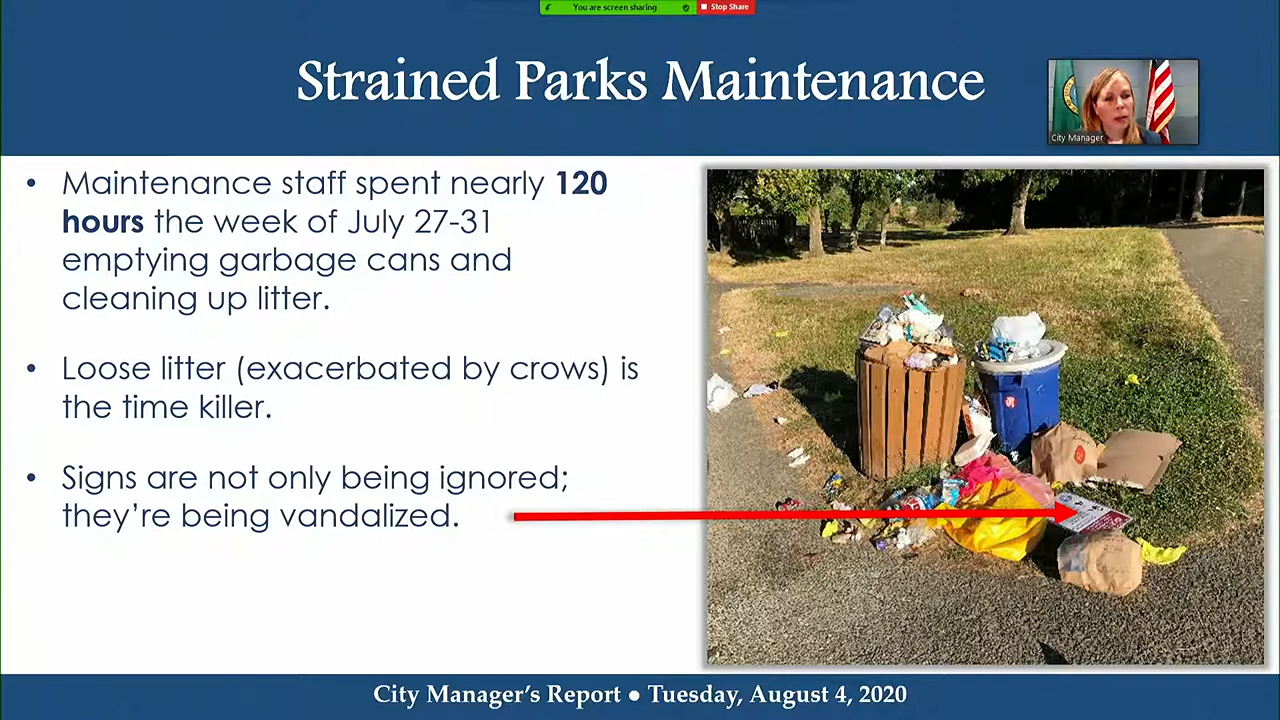 You are screen sharing
Stop Share
Strained Parks Maintenance
City Manager
• Maintenance staff spent nearly 120
hours the week of July 27-31
emptying garbage cans and
cleaning up litter.
• Loose litter (exacerbated by crows) is
the time killer.
• Signs are not only being ignored;
they’re being vandalized.
City Manager’s Report ● Tuesday, August 4, 2020